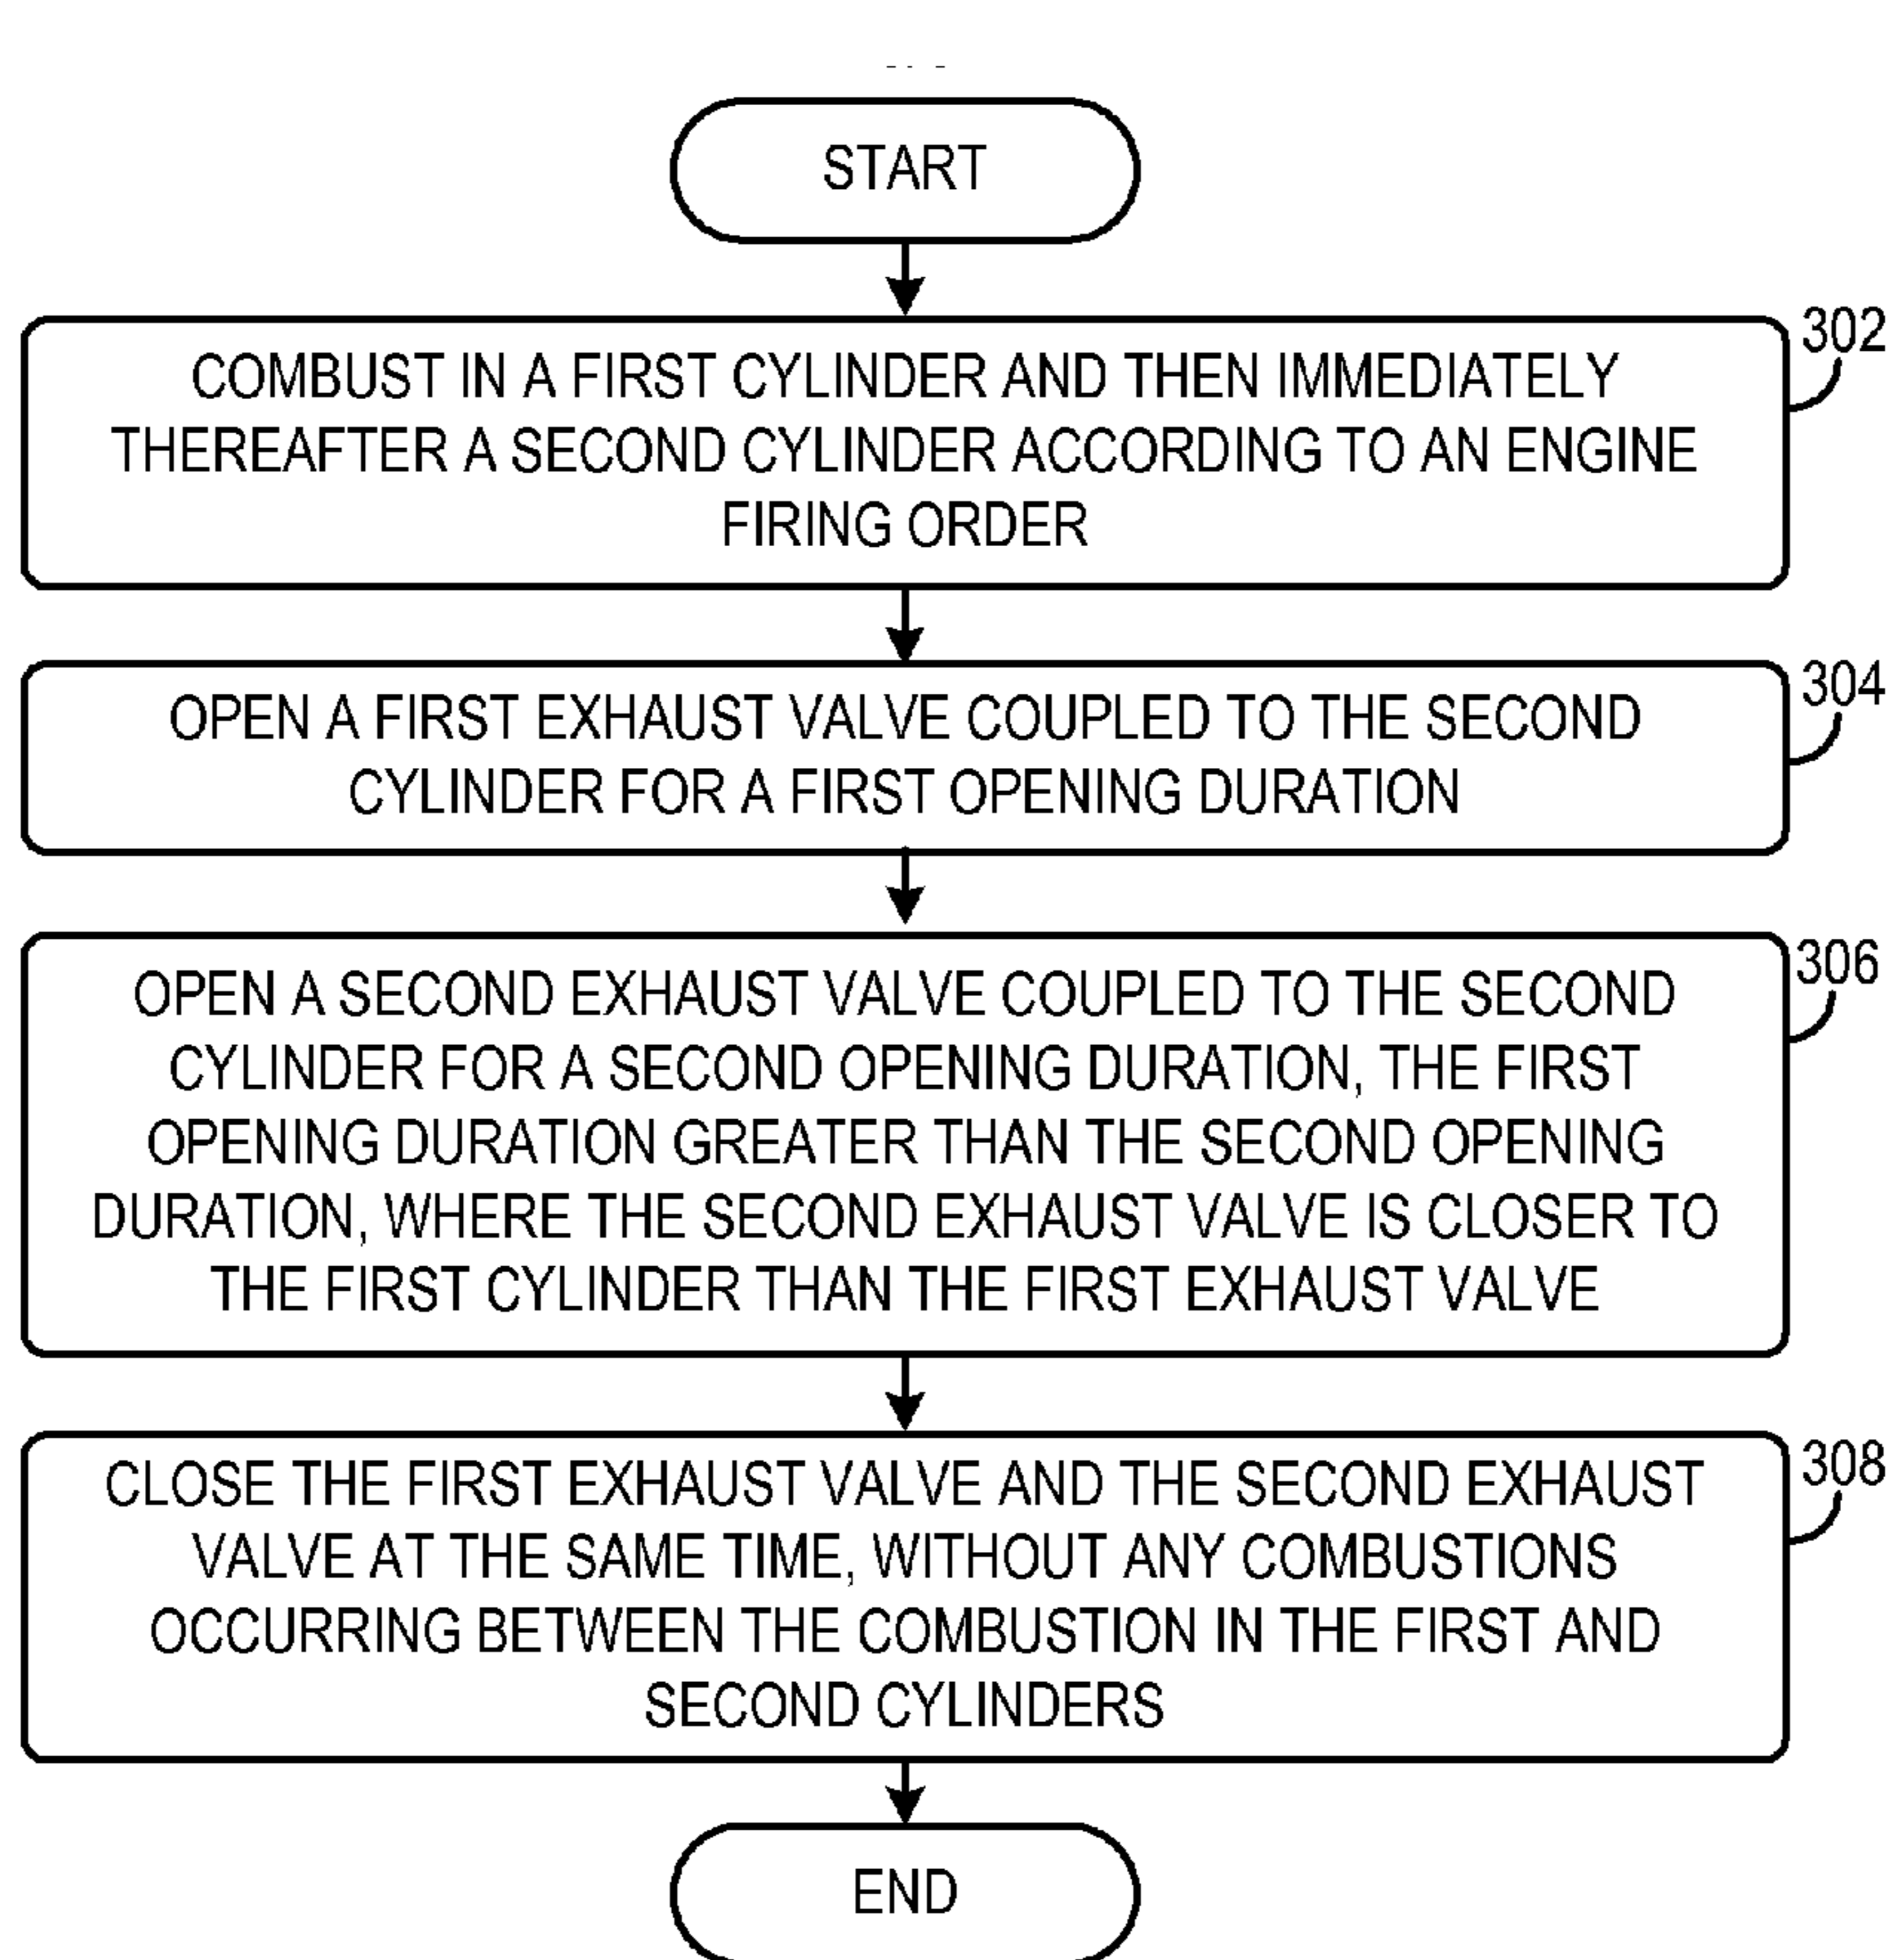 START
302
COMBUST IN A FIRST CYLINDER AND THEN IMMEDIATELY
THEREAFTER A SECOND CYLINDER ACCORDING TO AN ENGINE
FIRING ORDER
304
OPEN A FIRST EXHAUST VALVE COUPLED TO THE SECOND
CYLINDER FOR A FIRST OPENING DURATION
306
OPEN A SECOND EXHAUST VALVE COUPLED TO THE SECOND
CYLINDER FOR A SECOND OPENING DURATION, THE FIRST
OPENING DURATION GREATER THAN THE SECOND OPENING
DURATION, WHERE THE SECOND EXHAUST VALVE IS CLOSER TO
THE FIRST CYLINDER THAN THE FIRST EXHAUST VALVE
308
CLOSE THE FIRST EXHAUST VALVE AND THE SECOND EXHAUST
VALVE AT THE SAME TIME, WITHOUT ANY COMBUSTIONS
OCCURRING BETWEEN THE COMBUSTION IN THE FIRST AND
SECOND CYLINDERS
END